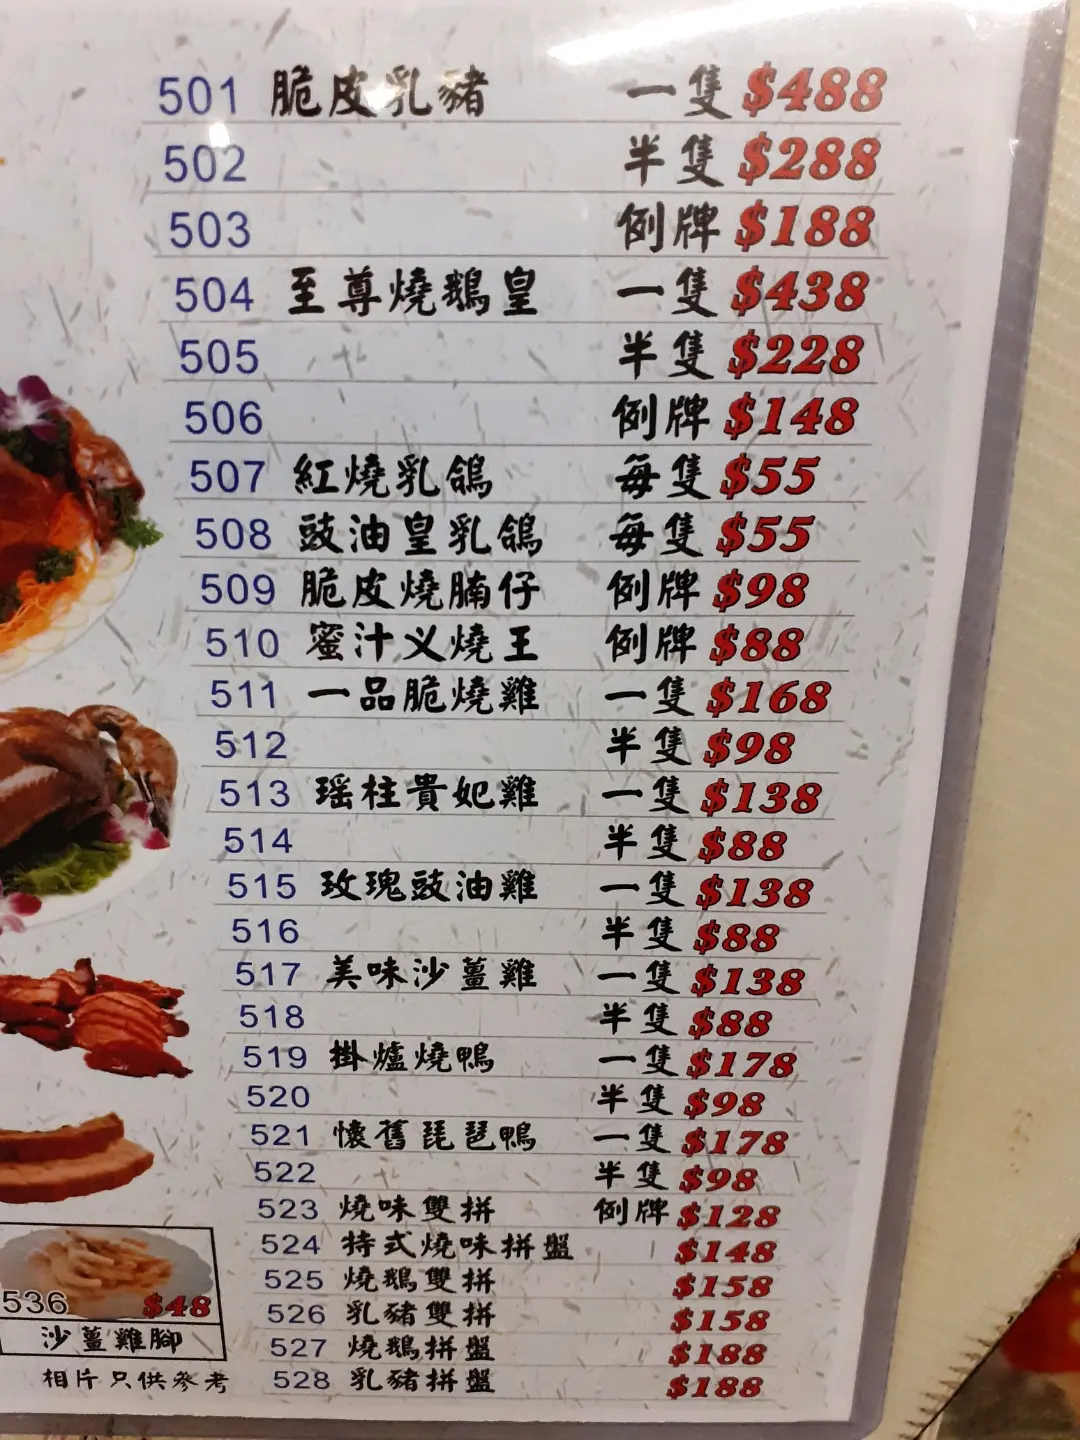 501 脆皮乳豬 一隻 $488
502 半隻 $288
503 例牌 $188
504 至尊燒鵝皇 一隻 $438
505 半隻 $228
506 例牌 $148
507 紅燒乳鴿 每隻 $55
508 豉油皇乳鴿 每隻 $55
509 脆皮燒腩仔 例牌 $98
510 蜜汁义燒王 例牌 $88
511 一品脆燒雞 一隻 $168
512 半隻 $98
513 瑶柱貴妃雞 一隻 $138
514 半隻 $88
515 玫瑰豉油雞 一隻 $138
516 半隻 $88
517 美味沙薑雞 一隻 $138
518 半隻 $88
519 掛爐燒鴨 一隻 $178
520 半隻 $98
521 懷舊琵琶鴨 一隻 $178
522 半隻 $98
523 燒味雙拼 例牌 $128
524 特式燒味拼盤 $148
525 燒鵝雙拼 $158
526 乳豬雙拼 $158
527 燒鵝拼盤 $188
528 乳豬拼盤 $188
536 $48
沙薑雞腳
相片只供參考